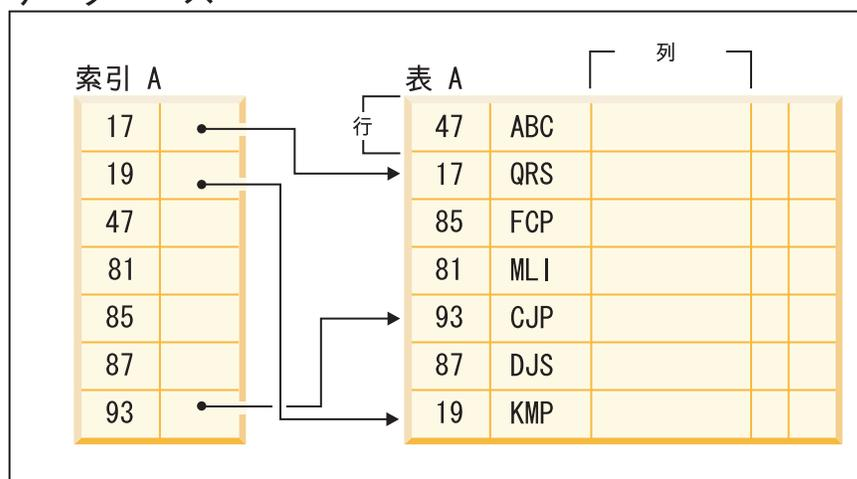 索引 A
17
19
47
81
85
87
93
表 A
列
行
47 ABC
17 QRS
85 FCP
81 MLI
93 CJP
87 DJS
19 KMP